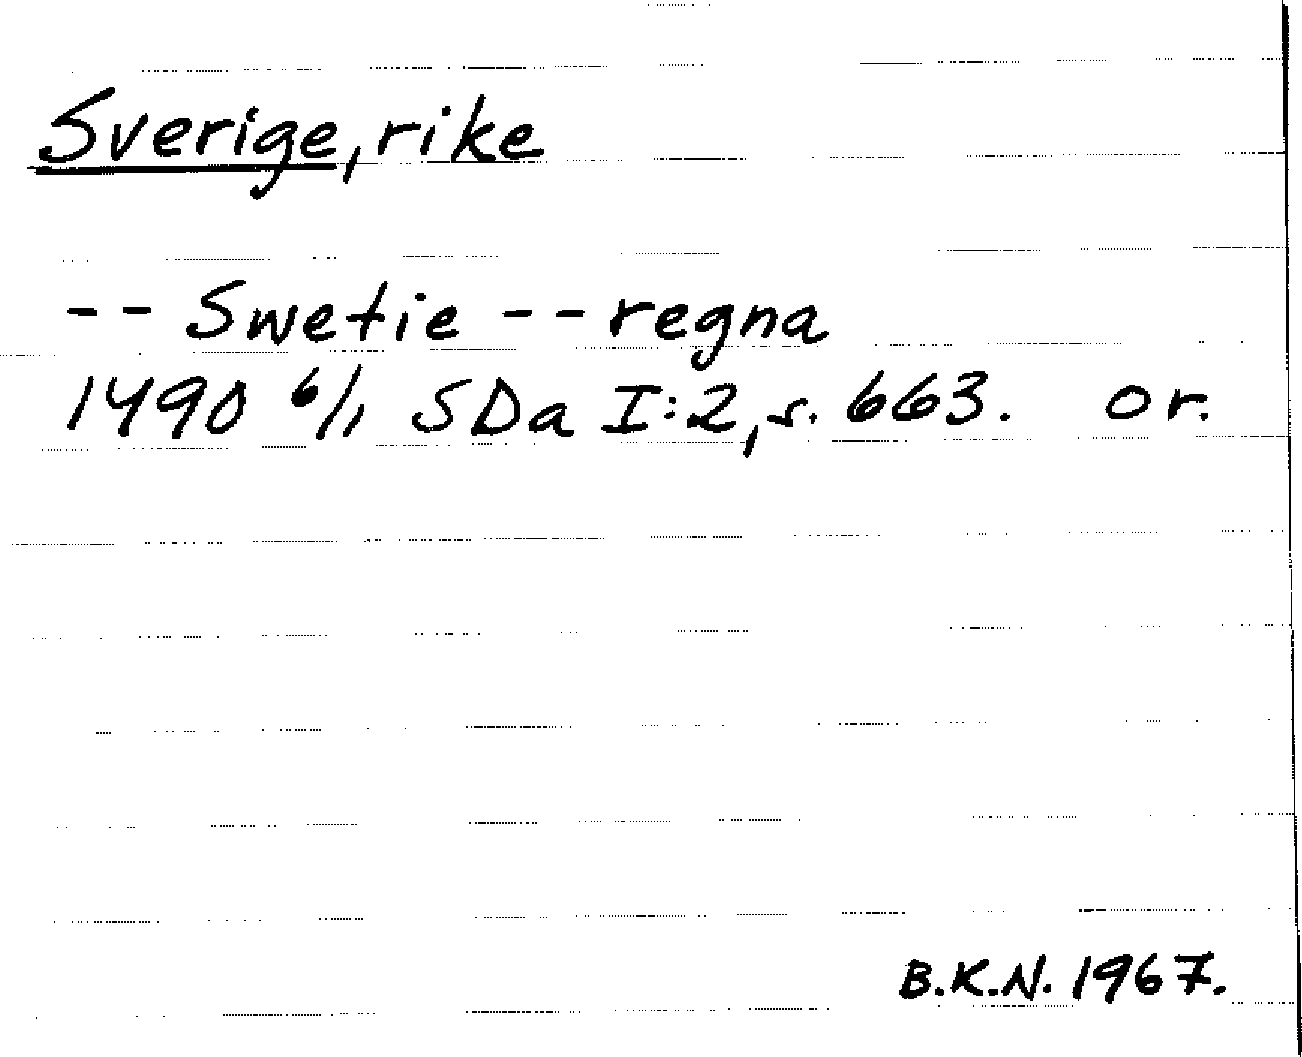 Sverige, rike
-- Swetie -- regna
1490 6/1 SDa I:2, s. 663. or.
B.K.N. 1967.